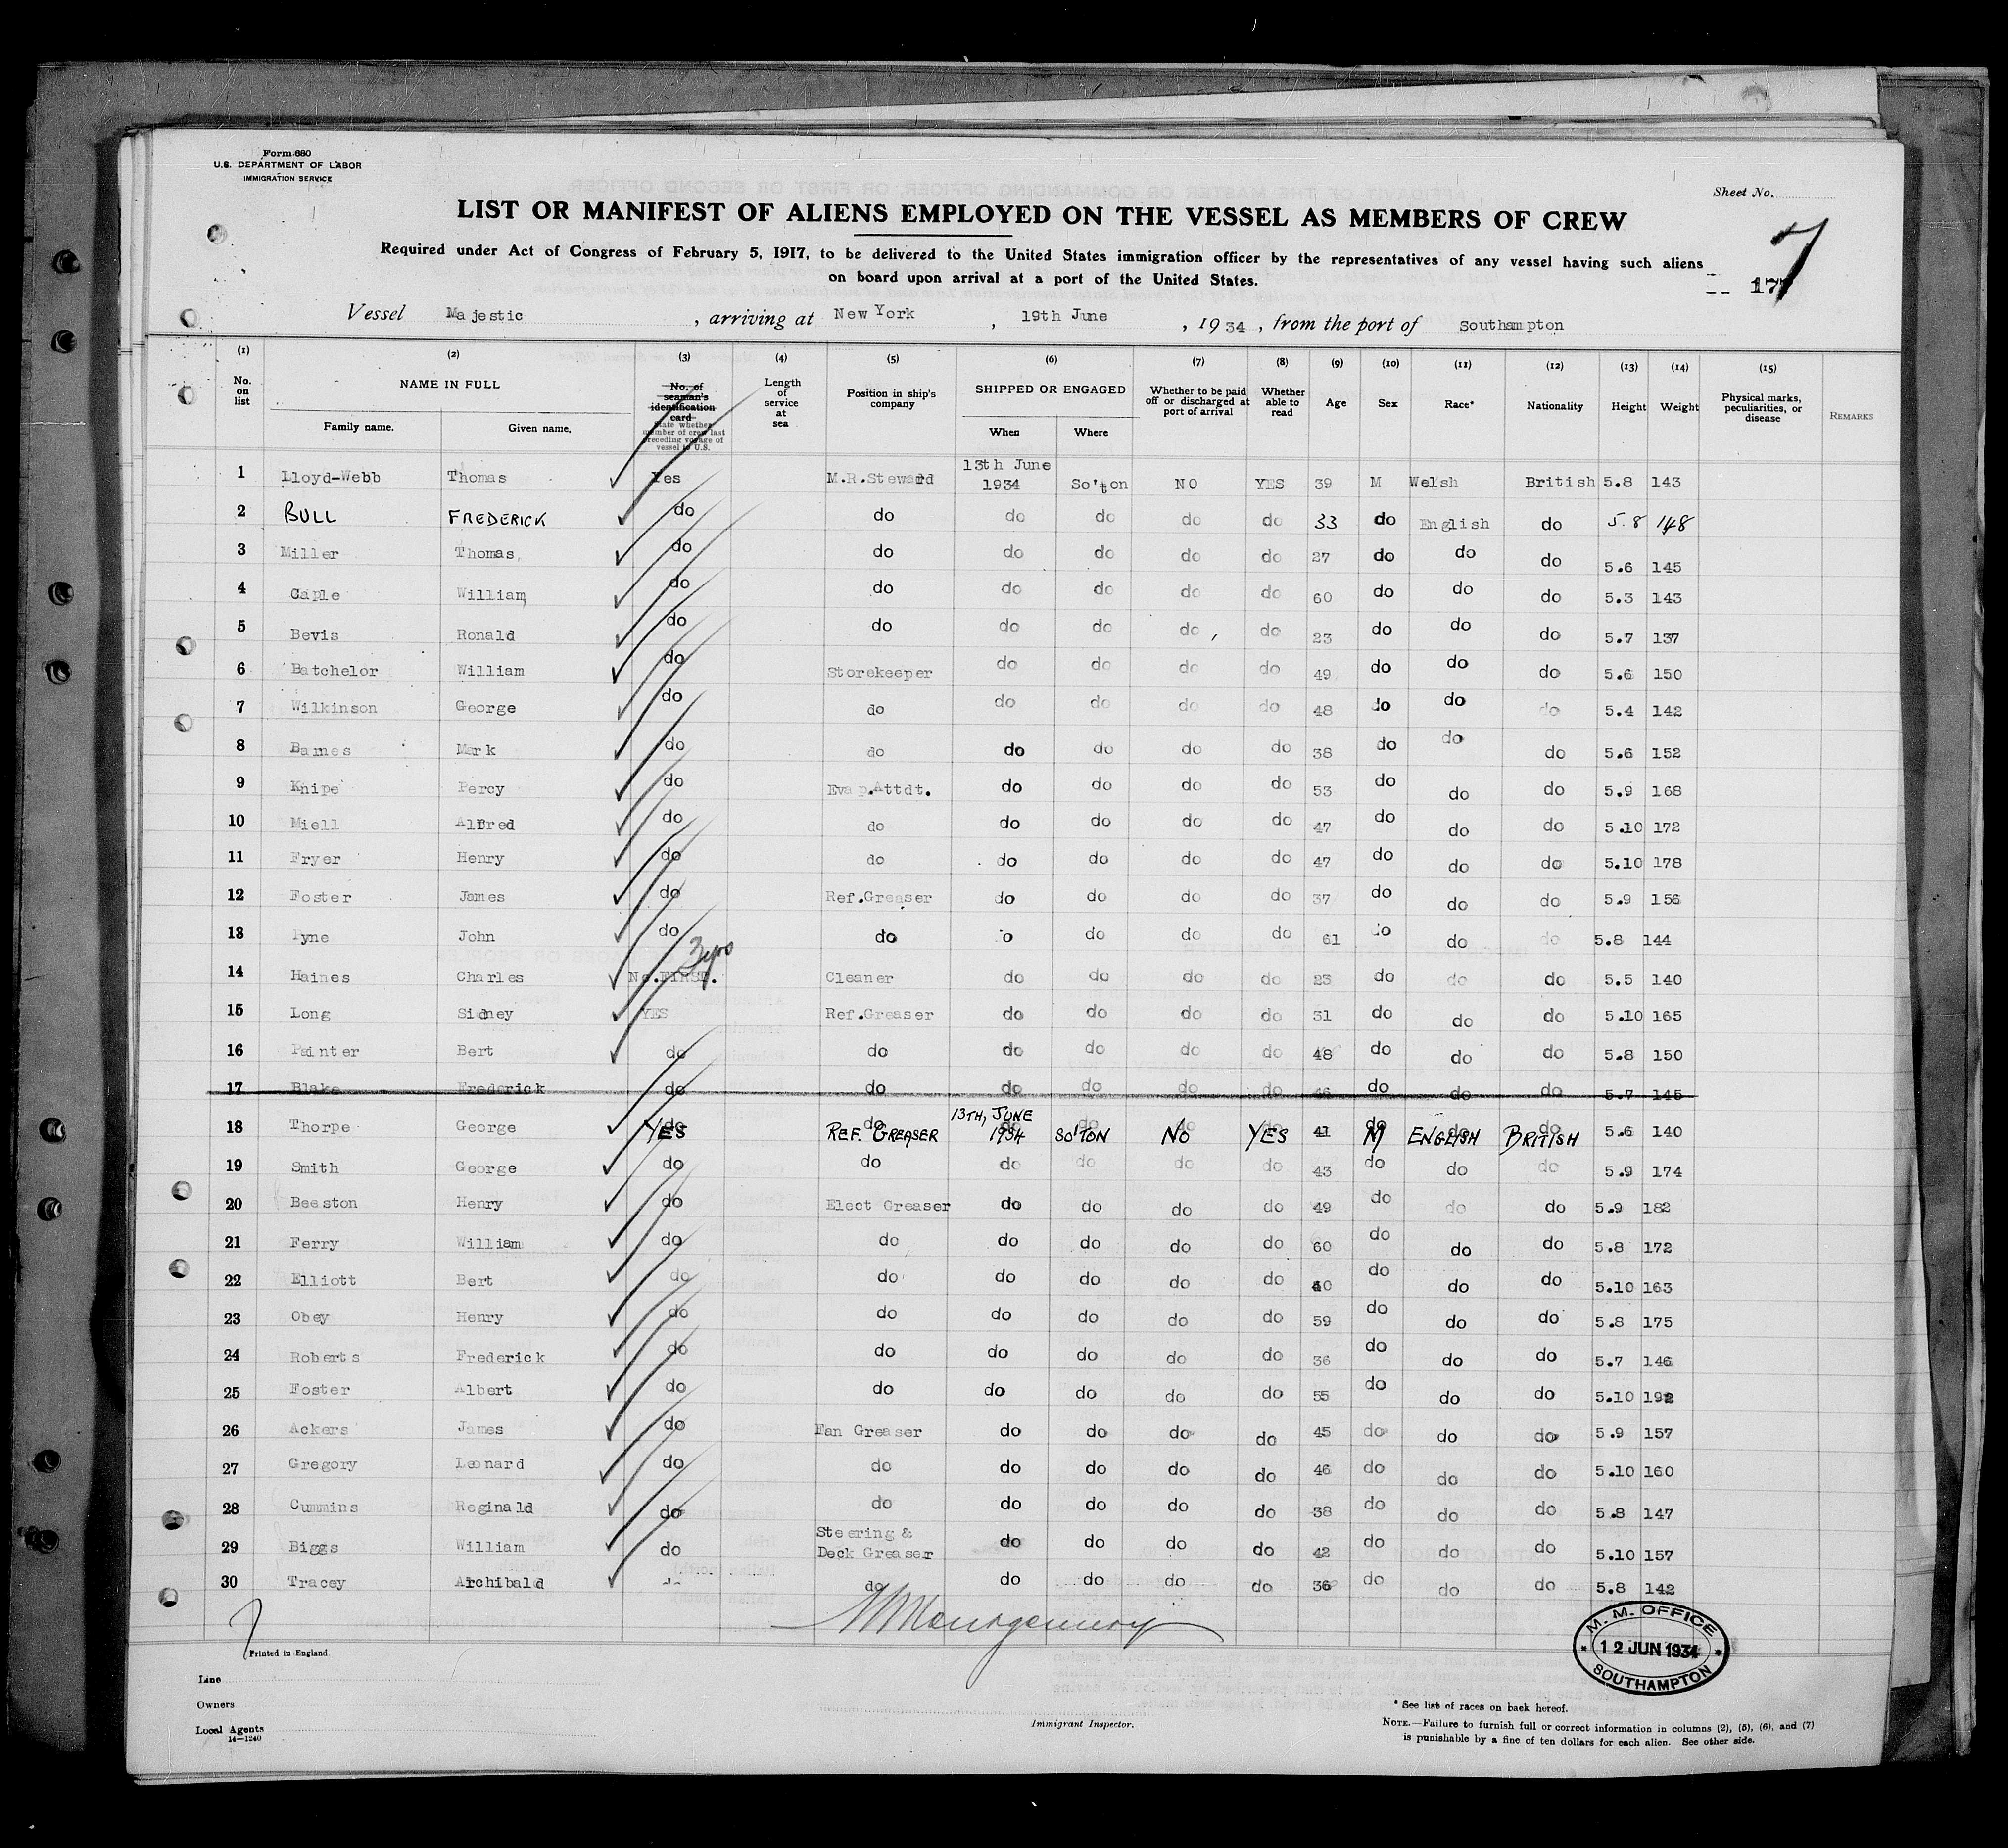 Form 680
U.S. DEPARTMENT OF LABOR
IMMIGRATION SERVICE
Sheet No.
LIST OR MANIFEST OF ALIENS EMPLOYED ON THE VESSEL AS MEMBERS OF CREW
7
Required under Act of Congress of February 5, 1917, to be delivered to the United States immigration officer by the representatives of any vessel having such aliens
on board upon arrival at a port of the United States.
Vessel Majestic , arriving at New York , 19th June , 1934 , from the port of Southampton
(1) (2) (3) (4) (5) (6) (7) (8) (9) (10) (11) (12) (13) (14) (15)
No. on list NAME IN FULL Family name. Given name. No. of seaman's identification card State whether member of crew last preceding voyage of vessel to U.S. Length of service at sea Position in ship's company SHIPPED OR ENGAGED When Where Whether to be paid off or discharged at port of arrival Whether able to read Age Sex Race* Nationality Height Weight Physical marks, peculiarities, or disease REMARKS
1 Lloyd-Webb Thomas Yes M.R.Steward 13th June 1934 So'ton NO YES 39 M Welsh British 5.8 143
2 BULL FREDERICK do do do do do do 33 do English do 5.8 148
3 Miller Thomas do do do do do do 27 do do do 5.6 145
4 Caple William do do do do do do 60 do do do 5.3 143
5 Bevis Ronald do do do do do do 23 do do do 5.7 137
6 Batchelor William do Storekeeper do do do do 49 do do do 5.6 150
7 Wilkinson George do do do do do do 48 do do do 5.4 142
8 Bames Mark do do do do do do 38 do do do 5.6 152
9 Knipe Percy do Evap.Attdt. do do do do 53 do do do 5.9 168
10 Miell Alfred do do do do do do 47 do do do 5.10 172
11 Fryer Henry do do do do do do 47 do do do 5.10 178
12 Foster James do Ref.Greaser do do do do 37 do do do 5.9 156
13 Pyne John do do do do do do 61 do do do 5.8 144
14 Haines Charles No.FIRST. 3yrs Cleaner do do do do 23 do do do 5.5 140
15 Long Sidney YES Ref.Greaser do do do do 31 do do do 5.10 165
16 Painter Bert do do do do do do 48 do do do 5.8 150
17 Blake Frederick do do do do do do 46 do do do 5.7 145
18 Thorpe George YES REF. GREASER 13TH, JUNE 1934 SO'TON NO YES 41 M ENGLISH BRITISH 5.6 140
19 Smith George do do do do do do 43 do do do 5.9 174
20 Beeston Henry do Elect Greaser do do do do 49 do do do 5.9 182
21 Ferry William do do do do do do 60 do do do 5.8 172
22 Elliott Bert do do do do do do 40 do do do 5.10 163
23 Obey Henry do do do do do do 59 do do do 5.8 175
24 Roberts Frederick do do do do do do 36 do do do 5.7 146
25 Foster Albert do do do do do do 55 do do do 5.10 192
26 Ackers James do Fan Greaser do do do do 45 do do do 5.9 157
27 Gregory Leonard do do do do do do 46 do do do 5.10 160
28 Cummins Reginald do do do do do do 38 do do do 5.8 147
29 Biggs William do Steering & Deck Greaser do do do do 42 do do do 5.10 157
30 Tracey Archibald do do do do do do 36 do do do 5.8 142
Montgomery
M. M. OFFICE
12 JUN 1934
SOUTHAMPTON
Printed in England.
Line
Owners
Local Agents
14—1240
Immigrant Inspector.
* See list of races on back hereof.
NOTE.—Failure to furnish full or correct information in columns (2), (5), (6), and (7)
is punishable by a fine of ten dollars for each alien. See other side.